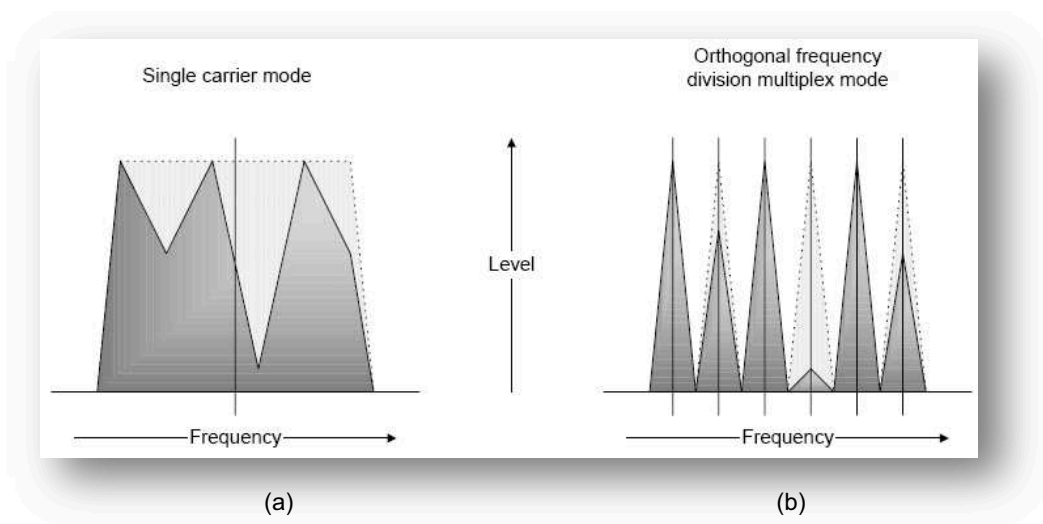 Single carrier mode
Orthogonal frequency
division multiplex mode
Level
Frequency
Frequency
(a)
(b)